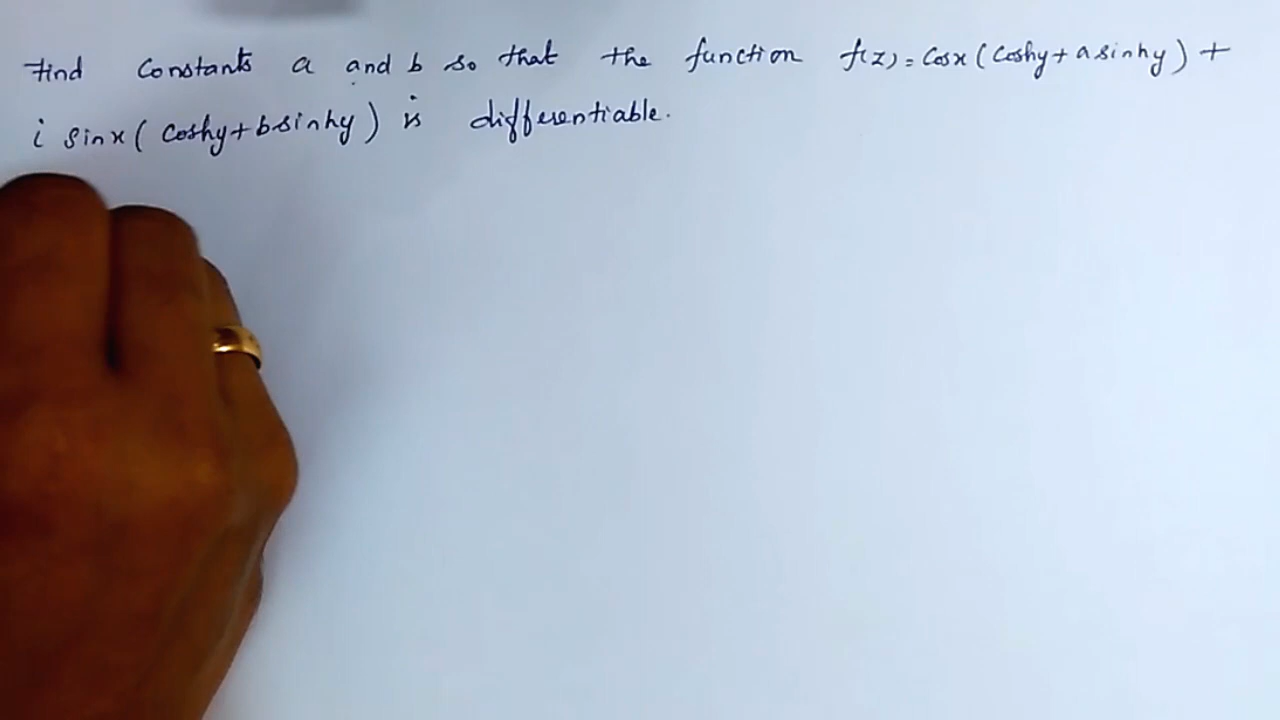 Find Constants a and b so that the function f(z) = Cosx (Coshy + a sinhy) +
i sinx ( Coshy + b sinhy ) is differentiable.